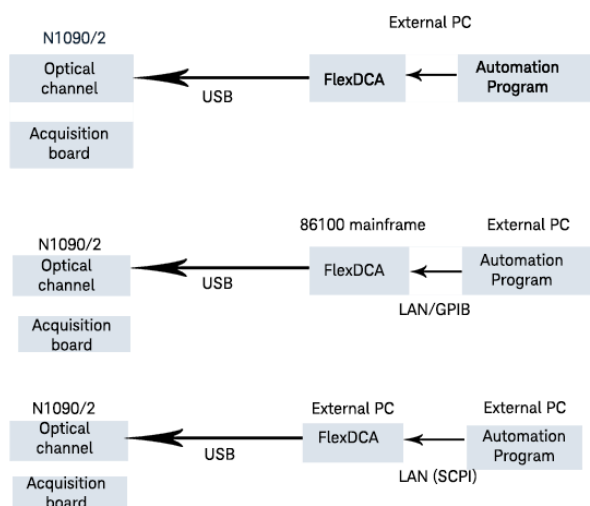 External PC
N1090/2
Optical
channel
USB
FlexDCA
Automation
Program
Acquisition
board
86100 mainframe
External PC
N1090/2
Optical
channel
USB
FlexDCA
LAN/GPIB
Automation
Program
Acquisition
board
N1090/2
External PC
External PC
Optical
channel
USB
FlexDCA
LAN (SCPI)
Automation
Program
Acquisition
board